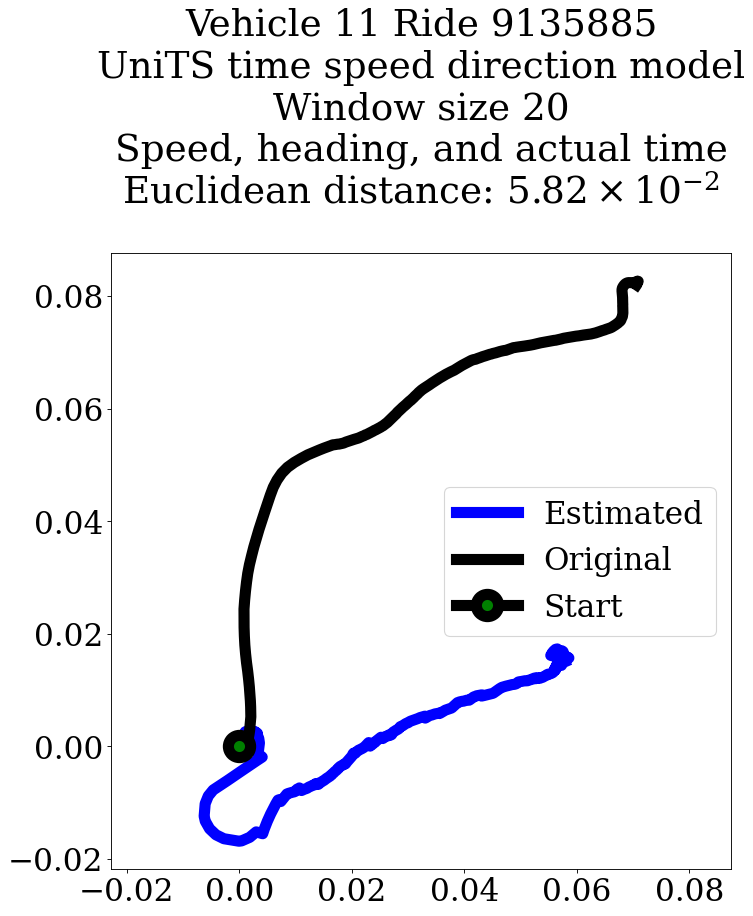 Vehicle 11 Ride 9135885
UniTS time speed direction model
Window size 20
Speed, heading, and actual time
Euclidean distance: 5.82 × 10⁻²
0.08
0.06
0.04
0.02
0.00
−0.02
Estimated
Original
Start
−0.02 0.00 0.02 0.04 0.06 0.08